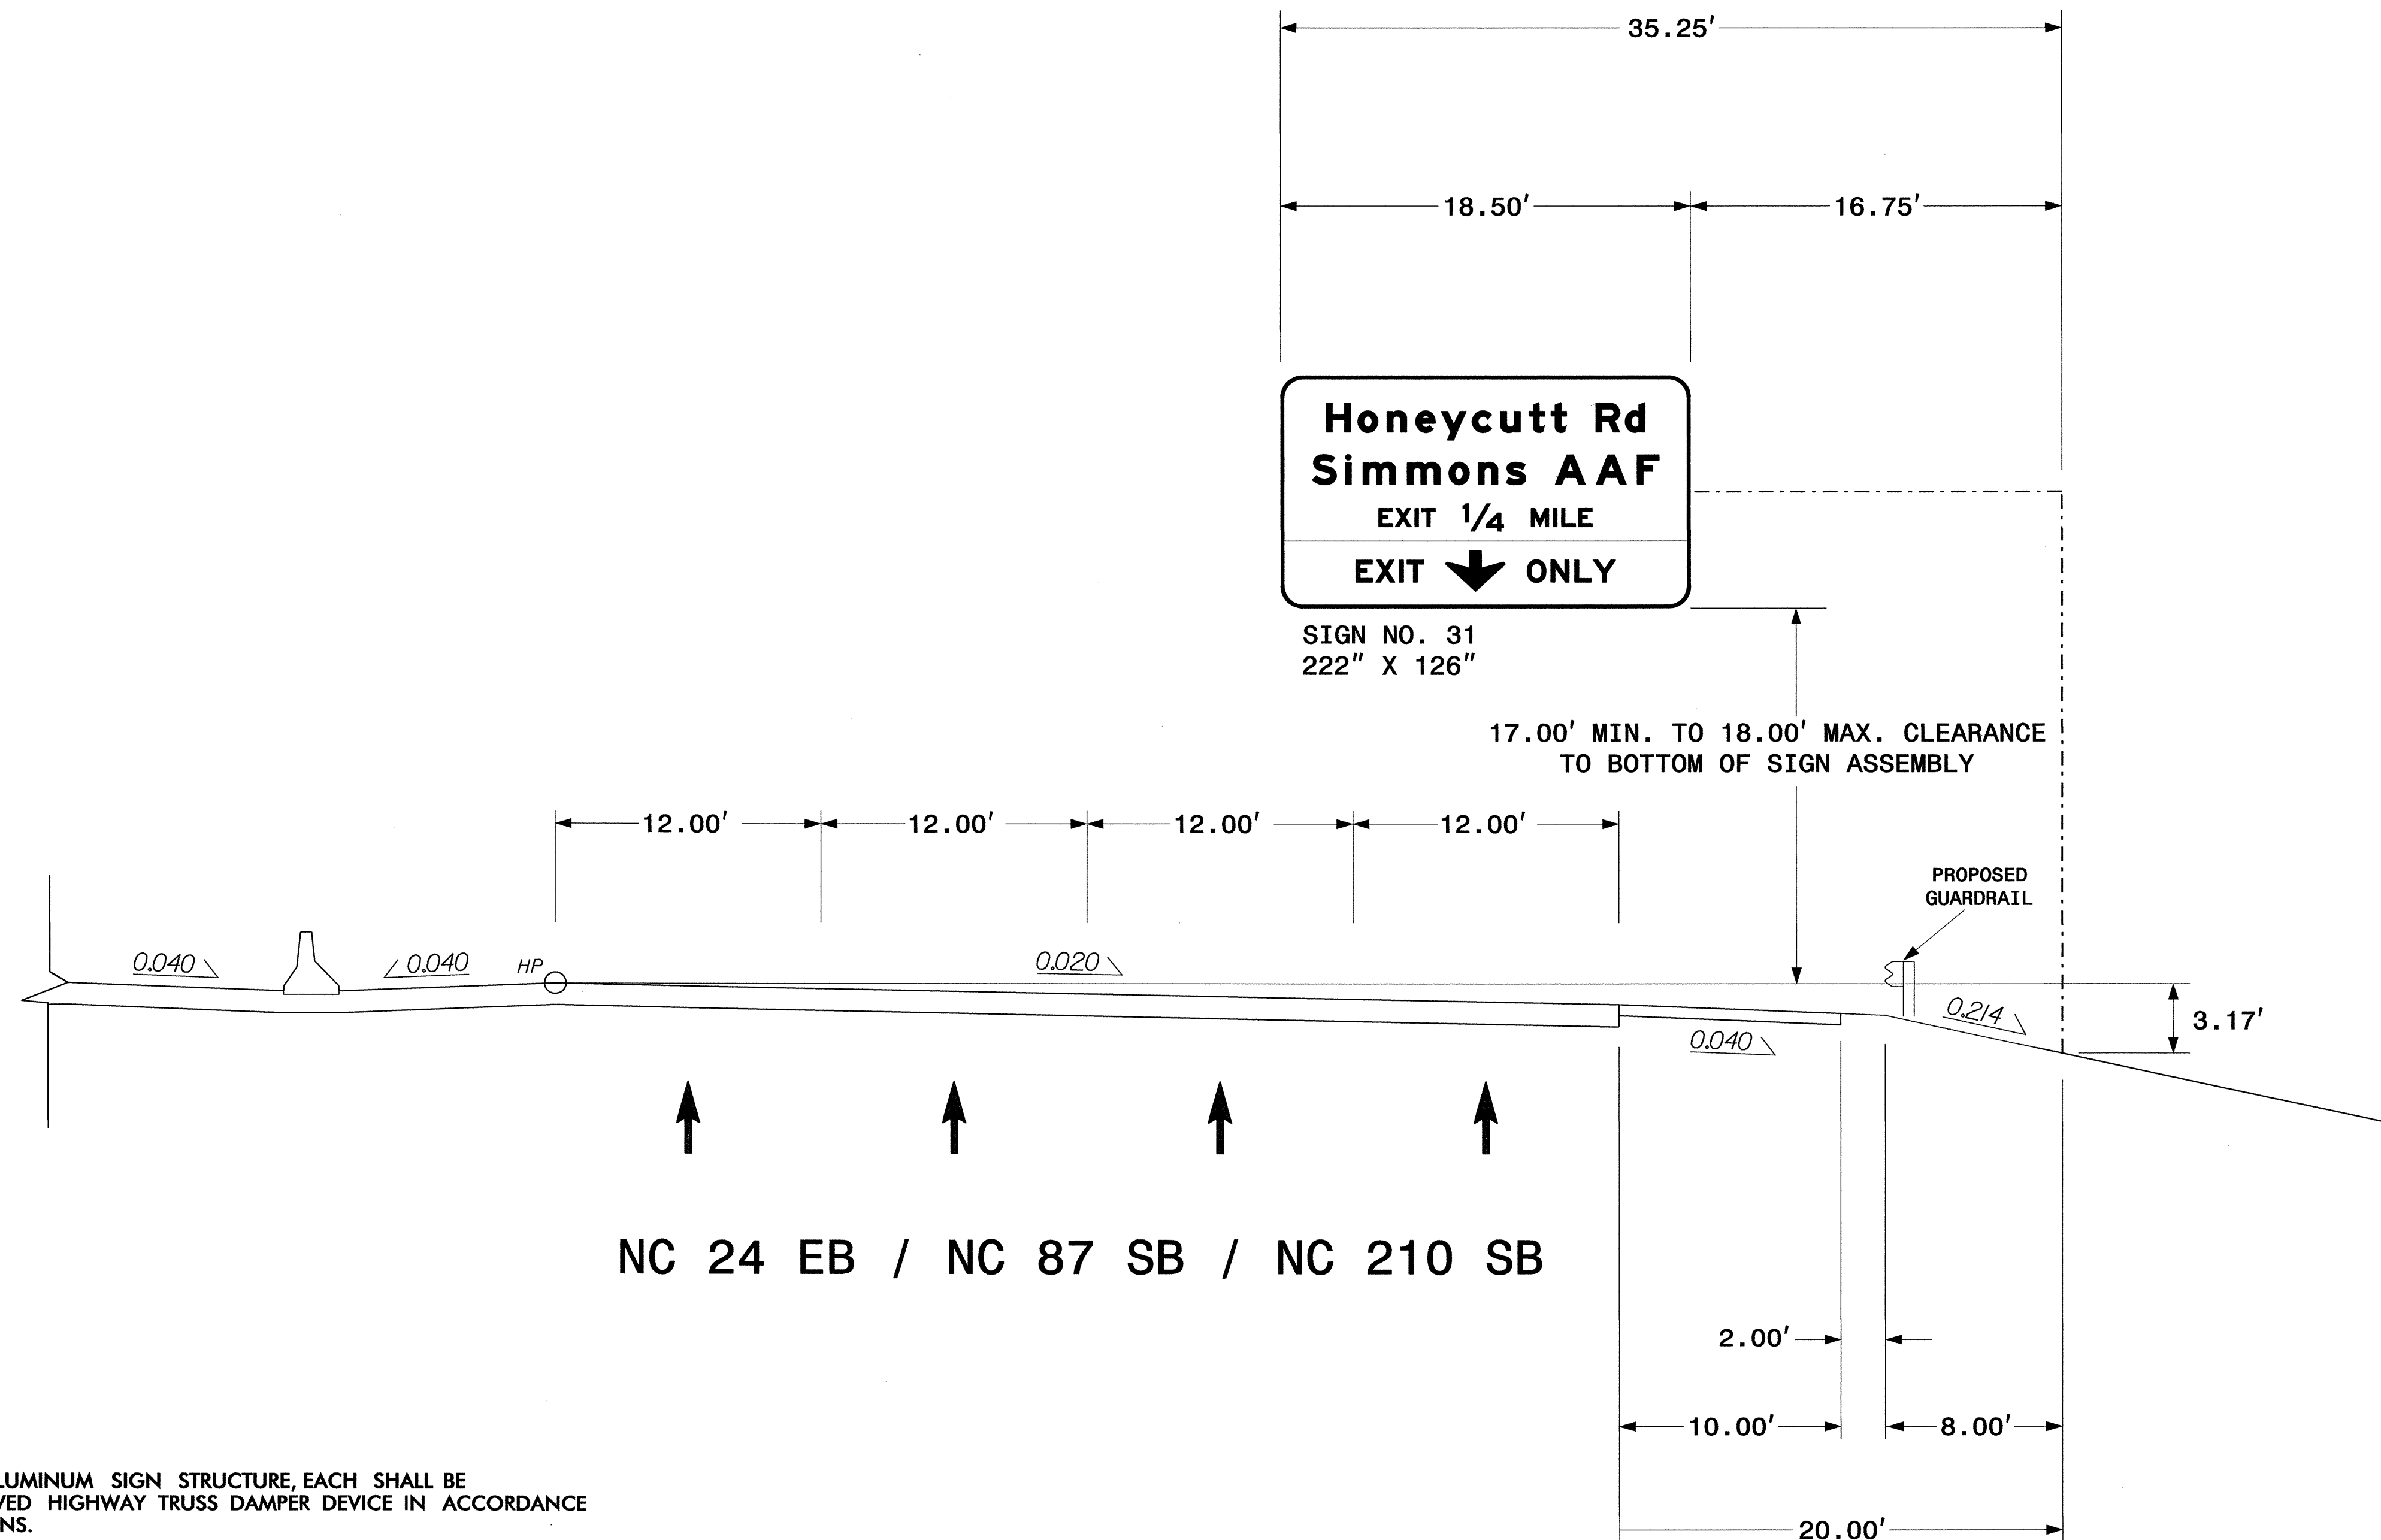 35.25'
18.50' 16.75'
Honeycutt Rd
Simmons AAF
EXIT 1/4 MILE
EXIT ONLY
SIGN NO. 31
222" X 126"
17.00' MIN. TO 18.00' MAX. CLEARANCE
TO BOTTOM OF SIGN ASSEMBLY
12.00' 12.00' 12.00' 12.00'
PROPOSED
GUARDRAIL
0.040 0.040 HP 0.020
0.214
3.17'
0.040
NC 24 EB / NC 87 SB / NC 210 SB
2.00'
10.00' 8.00'
LUMINUM SIGN STRUCTURE, EACH SHALL BE
VED HIGHWAY TRUSS DAMPER DEVICE IN ACCORDANCE
NS.
20.00'